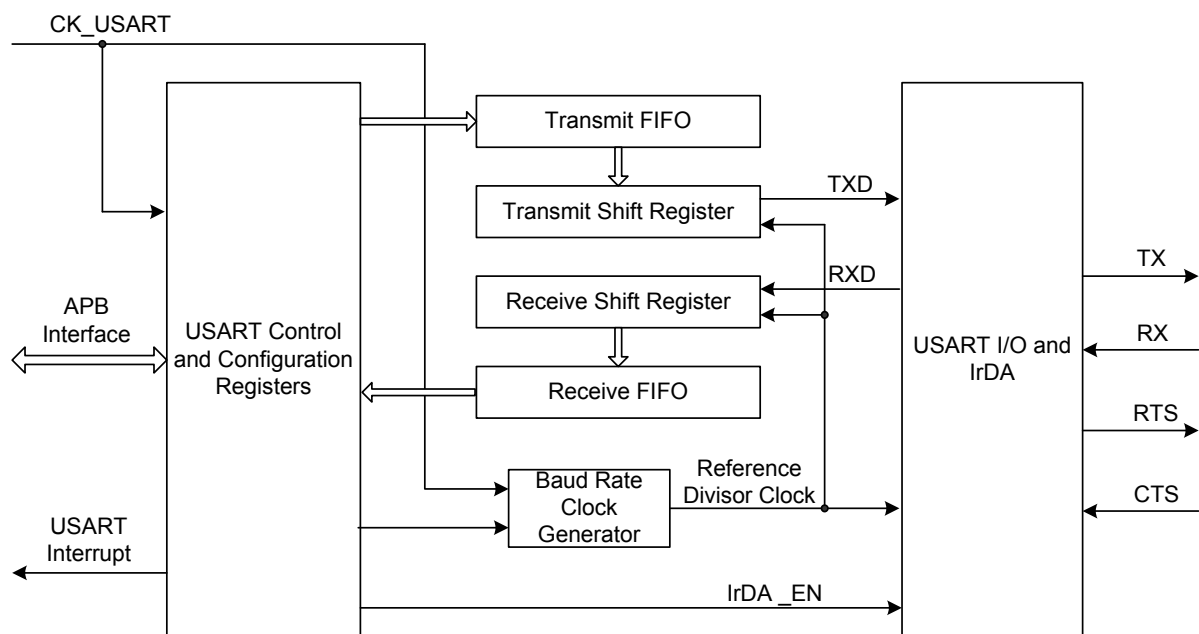 CK_USART
Transmit FIFO
TXD
Transmit Shift Register
RXD
Receive Shift Register
Receive FIFO
APB
Interface
USART Control
and Configuration
Registers
USART I/O and
IrDA
TX
RX
RTS
CTS
Baud Rate
Clock
Generator
Reference
Divisor Clock
USART
Interrupt
IrDA _EN